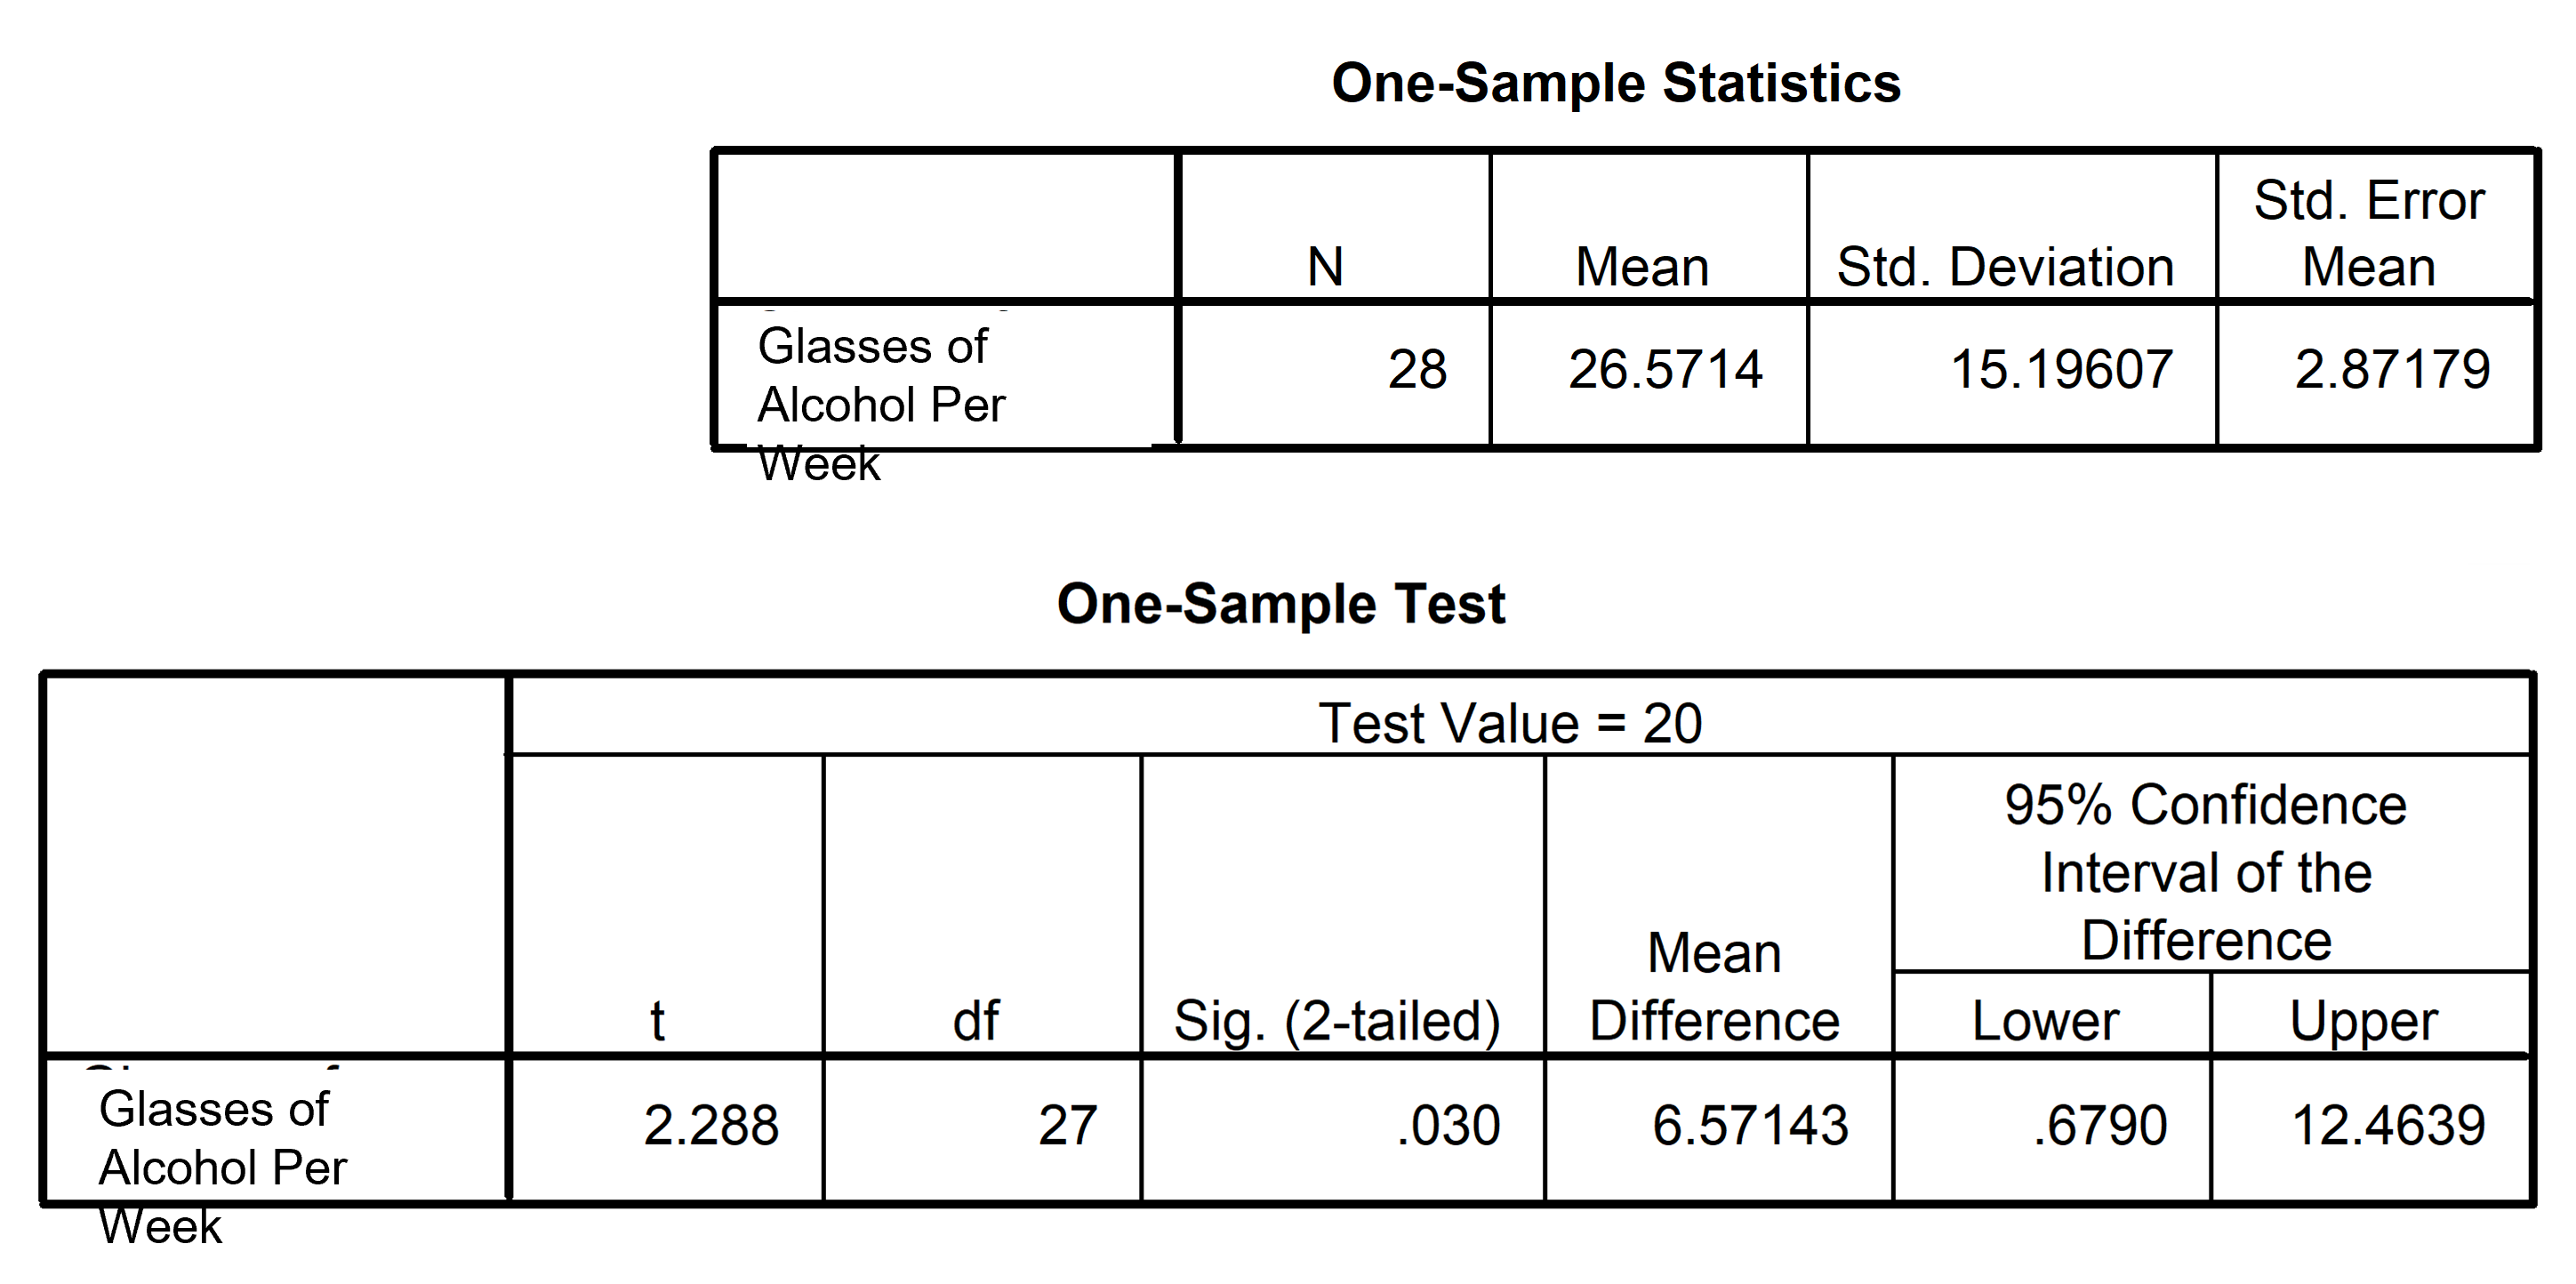 One-Sample Statistics
N Mean Std. Deviation Std. Error Mean
Glasses of
Alcohol Per
Week
28 26.5714 15.19607 2.87179
One-Sample Test
Test Value = 20
95% Confidence
Interval of the
Difference
t df Sig. (2-tailed) Mean Difference Lower Upper
Glasses of
Alcohol Per
Week
2.288 27 .030 6.57143 .6790 12.4639